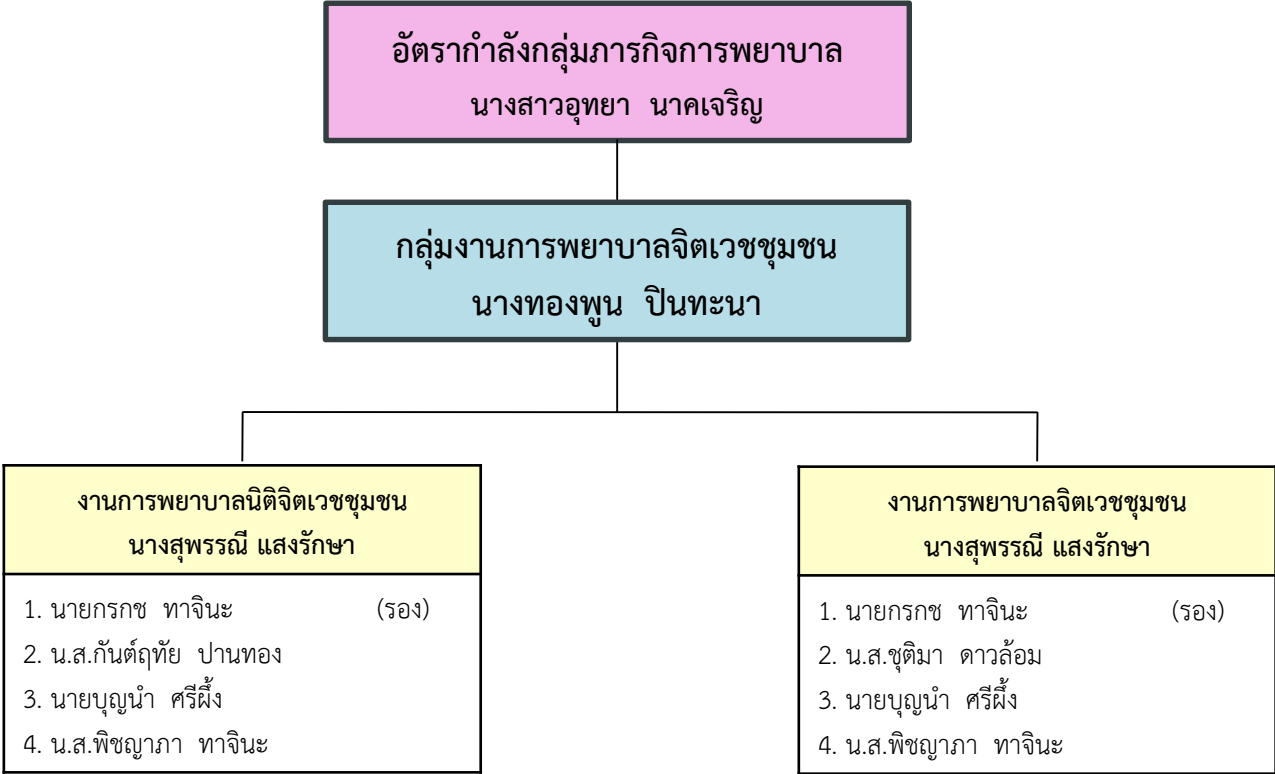 อัตรากำลังกลุ่มภารกิจการพยาบาล
นางสาวอุทยา นาคเจริญ
กลุ่มงานการพยาบาลจิตเวชชุมชน
นางทองพูน ปินทะนา
งานการพยาบาลนิติจิตเวชชุมชน
นางสุพรรณี แสงรักษา
1. นายกรกช ทาจินะ (รอง)
2. น.ส.กันต์ฤทัย ปานทอง
3. นายบุญนำ ศรีผึ้ง
4. น.ส.พิชญาภา ทาจินะ
งานการพยาบาลจิตเวชชุมชน
นางสุพรรณี แสงรักษา
1. นายกรกช ทาจินะ (รอง)
2. น.ส.ชุติมา ดาวล้อม
3. นายบุญนำ ศรีผึ้ง
4. น.ส.พิชญาภา ทาจินะ